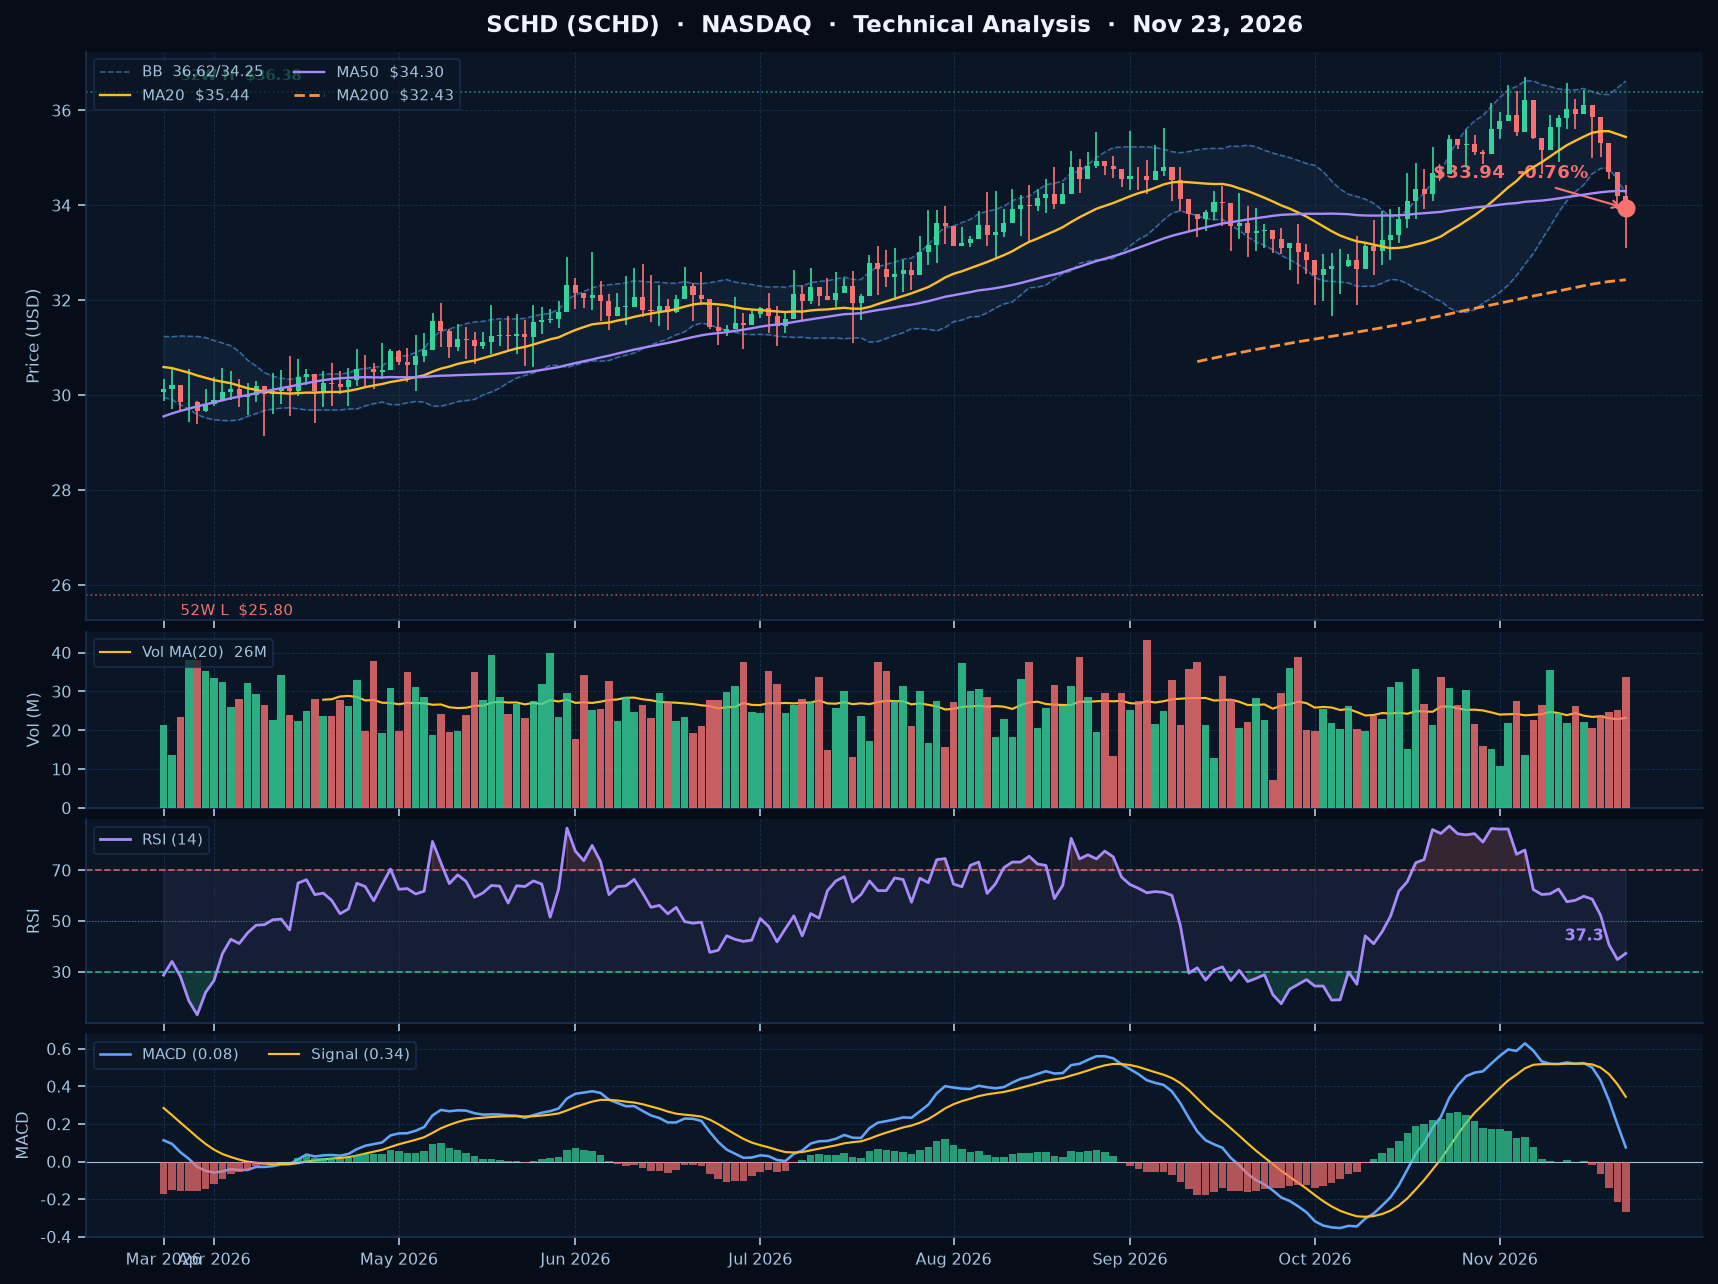 SCHD (SCHD)  ·  NASDAQ  ·  Technical Analysis  ·  Nov 23, 2026
BB  36.62/34.25
MA50  $34.30
MA20  $35.44
MA200  $32.43
52W H  $36.38
36
34
32
30
28
26
Price (USD)
$33.94  -0.76%
52W L  $25.80
Vol MA(20)  26M
40
30
20
10
0
Vol (M)
RSI (14)
70
50
30
RSI
37.3
MACD (0.08)
Signal (0.34)
0.6
0.4
0.2
0.0
-0.2
-0.4
MACD
Mar 2026
Apr 2026
May 2026
Jun 2026
Jul 2026
Aug 2026
Sep 2026
Oct 2026
Nov 2026